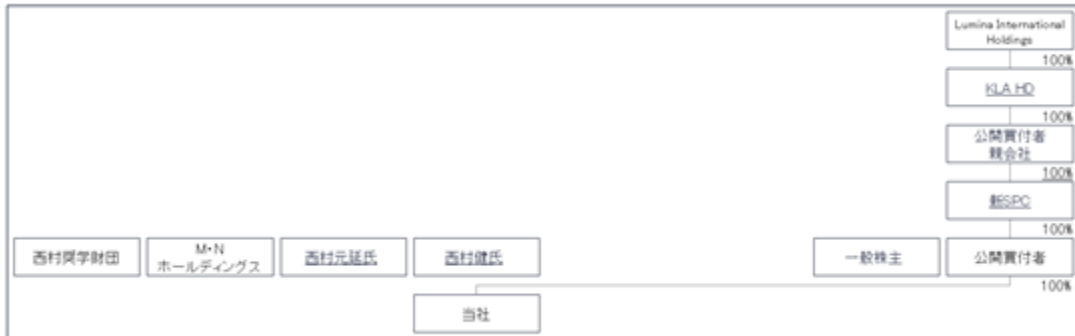 Lumina International
Holdings
100%
KLA HD
100%
公開買付者
親会社
100%
新SPC
100%
西村奨学財団
M・N
ホールディングス
西村元延氏
西村健氏
一般株主
公開買付者
100%
当社